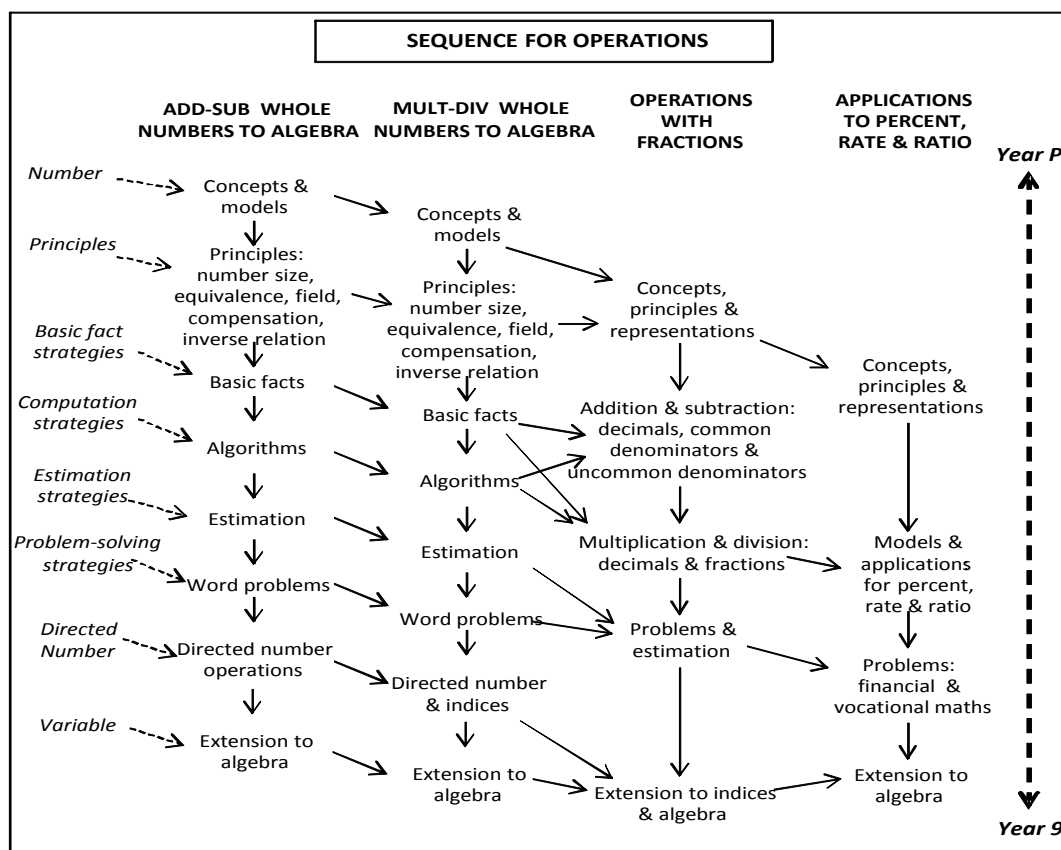 SEQUENCE FOR OPERATIONS
ADD-SUB WHOLE
NUMBERS TO ALGEBRA
MULT-DIV WHOLE
NUMBERS TO ALGEBRA
OPERATIONS
WITH
FRACTIONS
APPLICATIONS
TO PERCENT,
RATE & RATIO
Year P
Number
Principles
Basic fact
strategies
Computation
strategies
Estimation
strategies
Problem-solving
strategies
Directed
Number
Variable
Concepts &
models
Principles:
number size,
equivalence, field,
compensation,
inverse relation
Basic facts
Algorithms
Estimation
Word problems
Directed number
operations
Extension to
algebra
Concepts &
models
Principles:
number size,
equivalence, field,
compensation,
inverse relation
Basic facts
Algorithms
Estimation
Word problems
Directed number
& indices
Extension to
algebra
Concepts,
principles &
representations
Addition & subtraction:
decimals, common
denominators &
uncommon denominators
Multiplication & division:
decimals & fractions
Problems &
estimation
Extension to indices
& algebra
Concepts,
principles &
representations
Models &
applications
for percent,
rate & ratio
Problems:
financial &
vocational maths
Extension to
algebra
Year 9